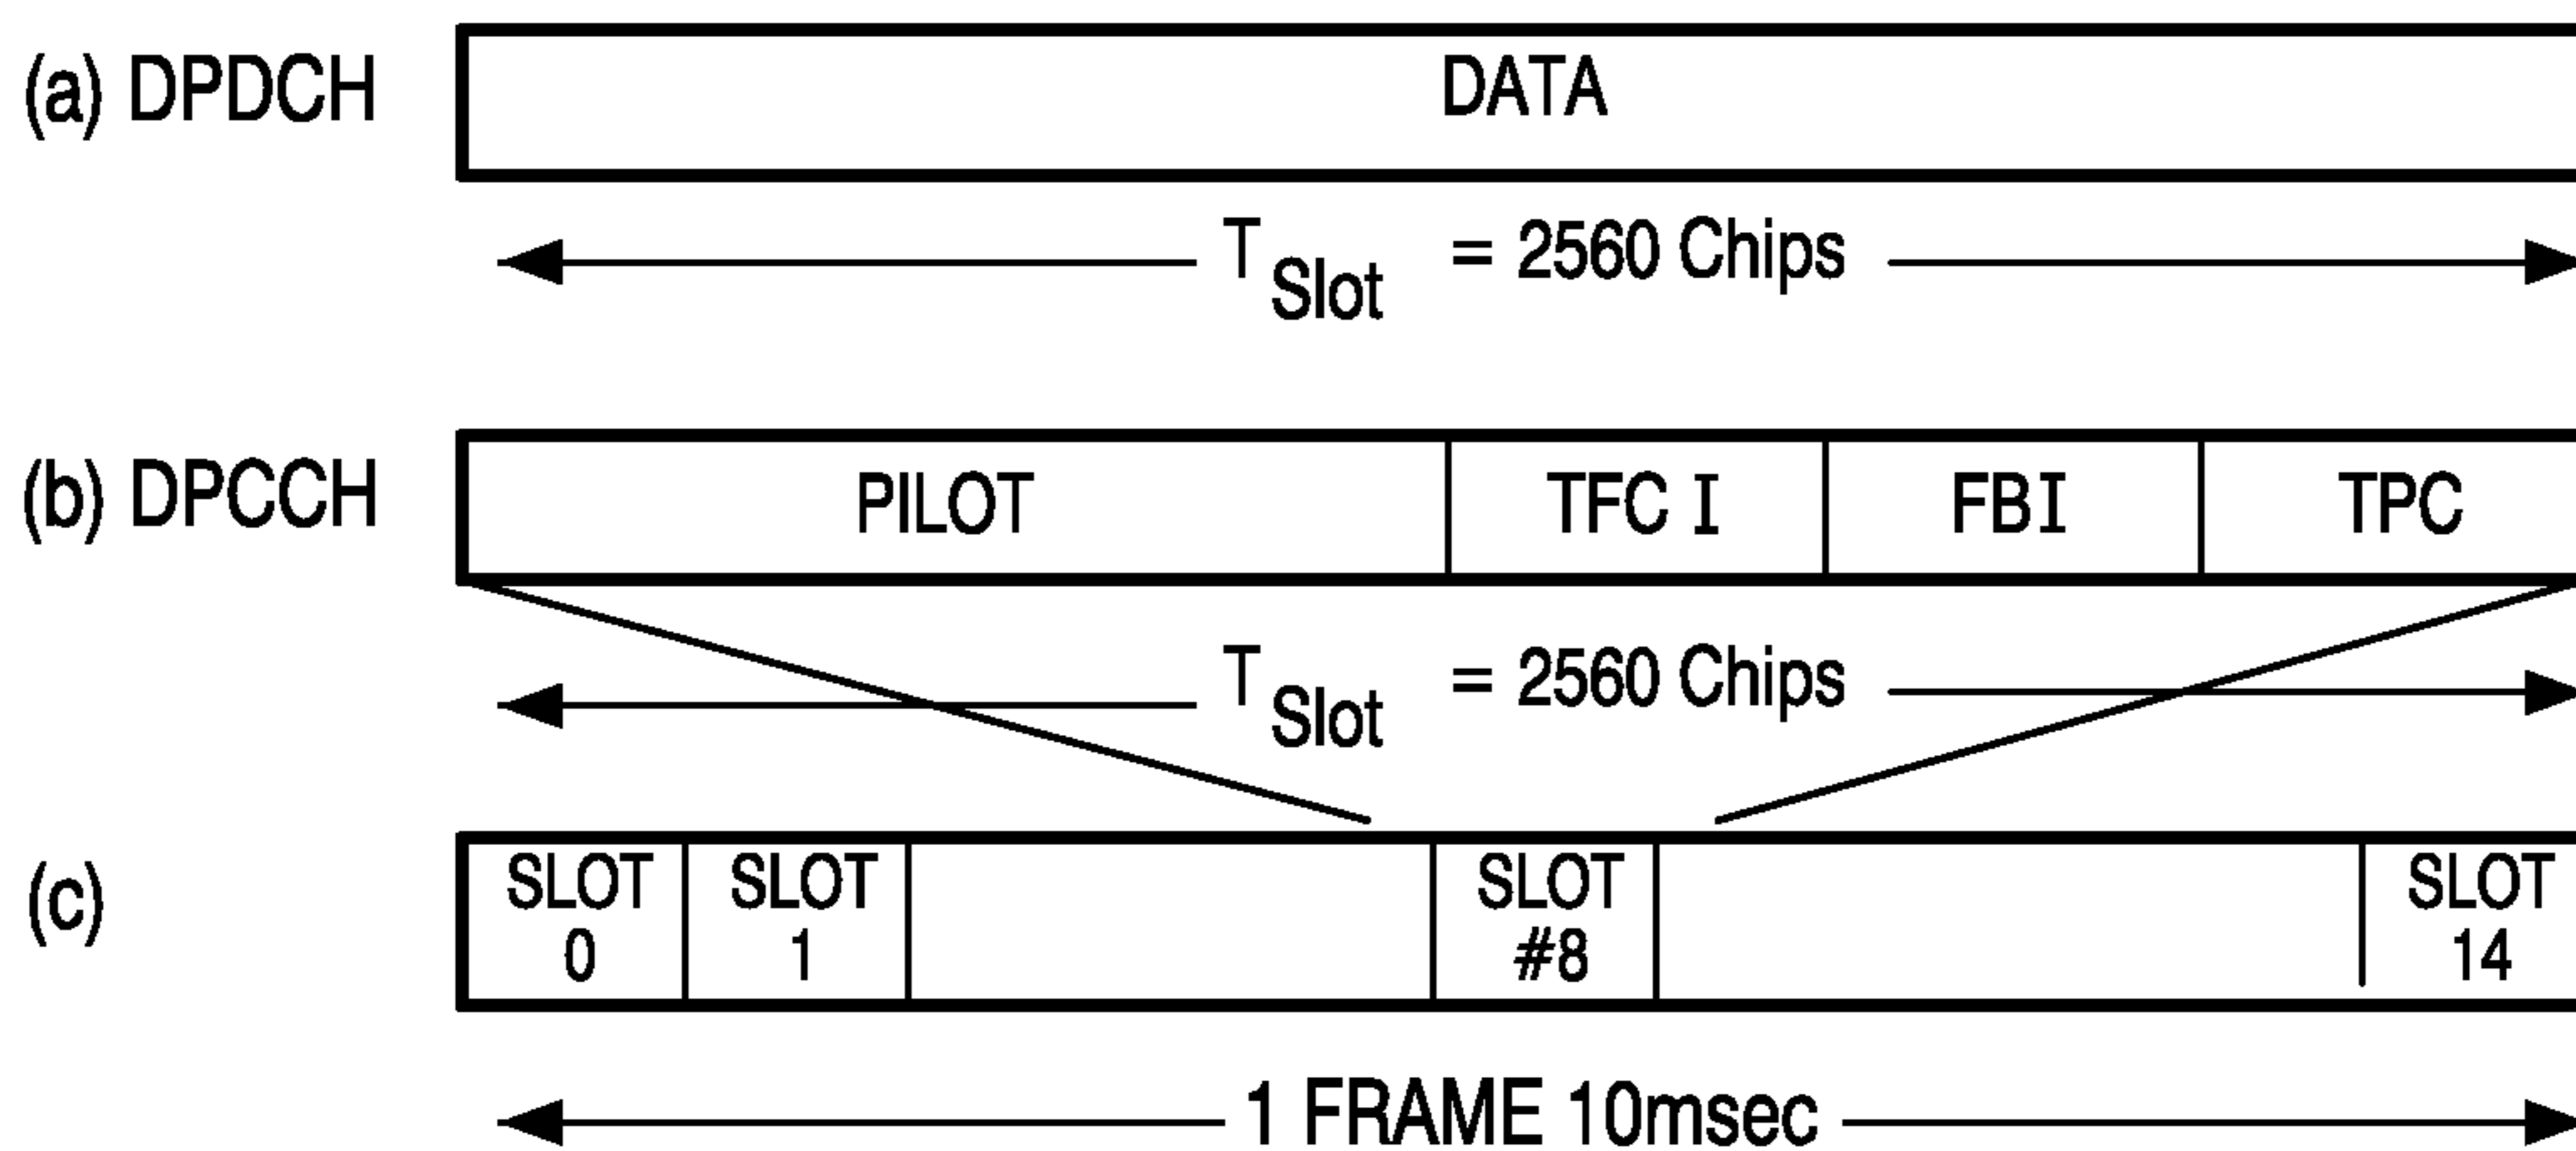 (a) DPDCH DATA
T Slot = 2560 Chips
(b) DPCCH PILOT TFC I FBI TPC
T Slot = 2560 Chips
(c) SLOT 0 SLOT 1 SLOT #8 SLOT 14
1 FRAME 10msec